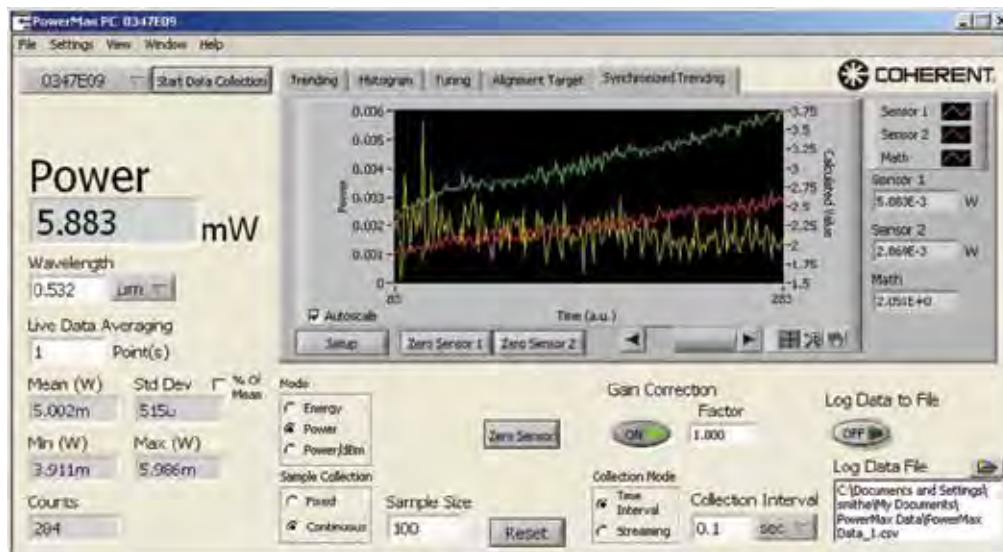 PowerMax PC 0347E09
File Settings View Window Help
0347E09 Start Data Collection
Trending Histogram Tuning Alignment Target Synchronized Trending
COHERENT.
Power
5.883 mW
Wavelength
0.532 µm
Live Data Averaging
1 Point(s)
Mean (W) Std Dev % Of Mean
5.002m 515u
Min (W) Max (W)
3.911m 5.986m
Counts
284
Power
0.006
0.005
0.004
0.003
0.002
0.001
0
3.75
3.5
3.25
3
2.75
2.5
2.25
2
1.75
1.5
Calculated Value
83 283
Time (a.u.)
Autoscale
Setup Zero Sensor 1 Zero Sensor 2
Sensor 1
Sensor 2
Math
Sensor 1
5.883E-3 W
Sensor 2
2.869E-3 W
Math
2.051E+0
Mode
Energy
Power
Power/dBm
Zero Sensor
Sample Collection
Fixed
Continuous
Sample Size
100
Reset
Gain Correction
ON
Factor
1.000
Collection Mode
Time Interval
Streaming
Collection Interval
0.1 sec
Log Data to File
OFF
Log Data File
C:\Documents and Settings\
smithe\My Documents\
PowerMax Data\PowerMax
Data_1.csv